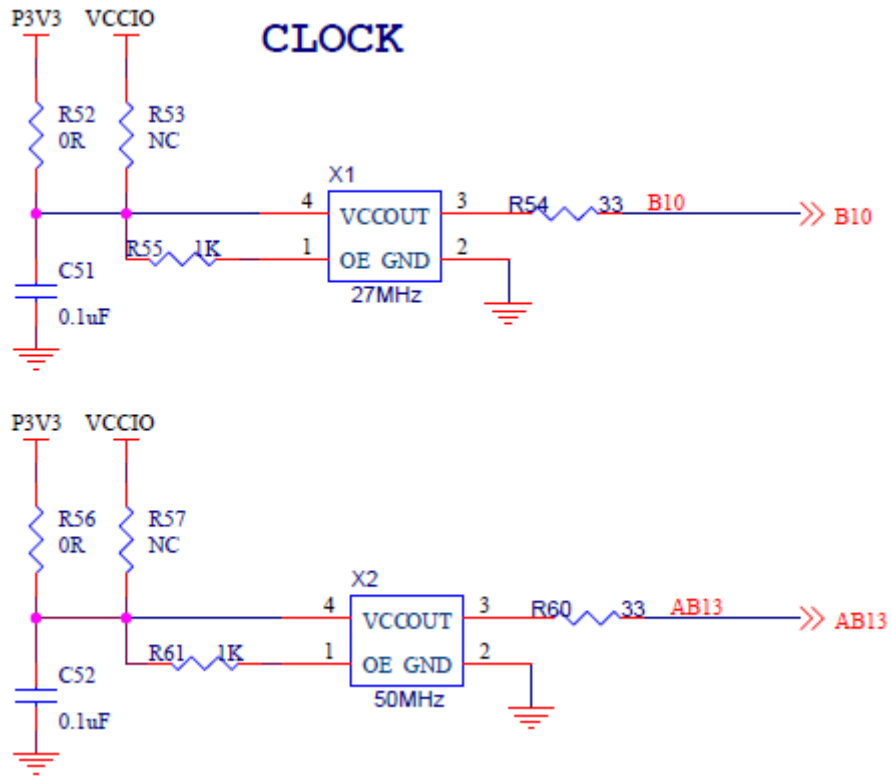 P3V3 VCCIO
CLOCK
R52 R53
0R NC
X1
4 VCCOUT 3 R54 33 B10 B10
R55 1K 1 OE GND 2
C51
27MHz
0.1uF
P3V3 VCCIO
R56 R57
0R NC
X2
4 VCCOUT 3 R60 33 AB13 AB13
R61 1K 1 OE GND 2
C52
50MHz
0.1uF